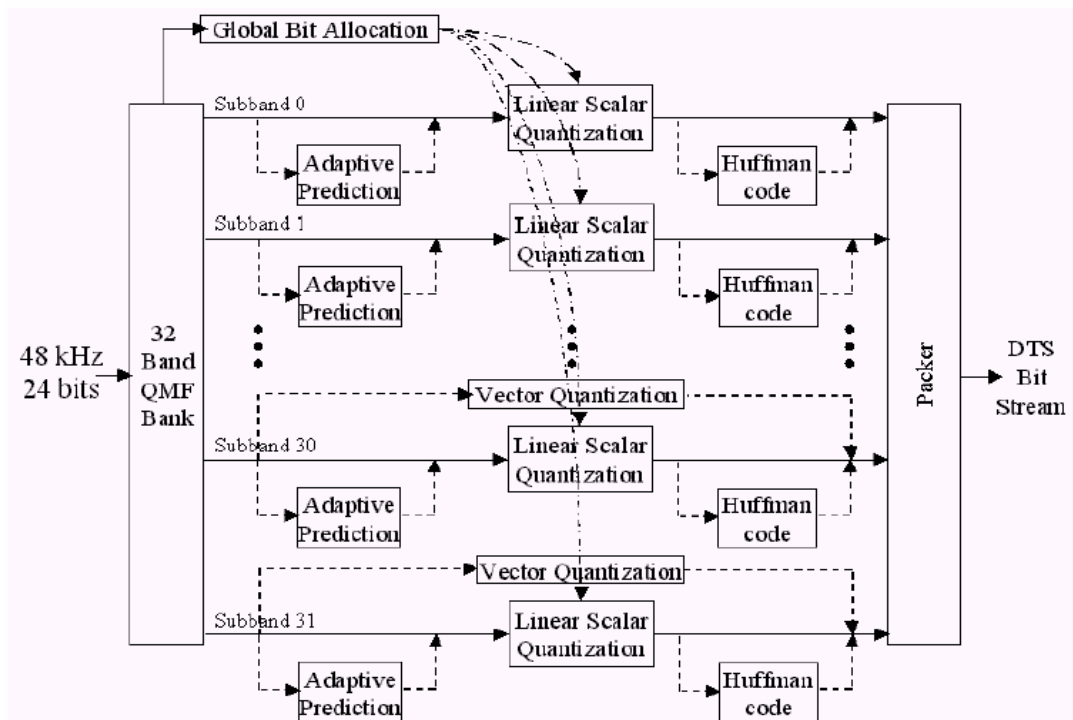 Global Bit Allocation
Subband 0
Linear Scalar
Quantization
Adaptive
Prediction
Huffman
code
Subband 1
Linear Scalar
Quantization
Adaptive
Prediction
Huffman
code
48 kHz
24 bits
32
Band
QMF
Bank
Packer
DTS
Bit
Stream
Vector Quantization
Subband 30
Linear Scalar
Quantization
Adaptive
Prediction
Huffman
code
Vector Quantization
Subband 31
Linear Scalar
Quantization
Adaptive
Prediction
Huffman
code